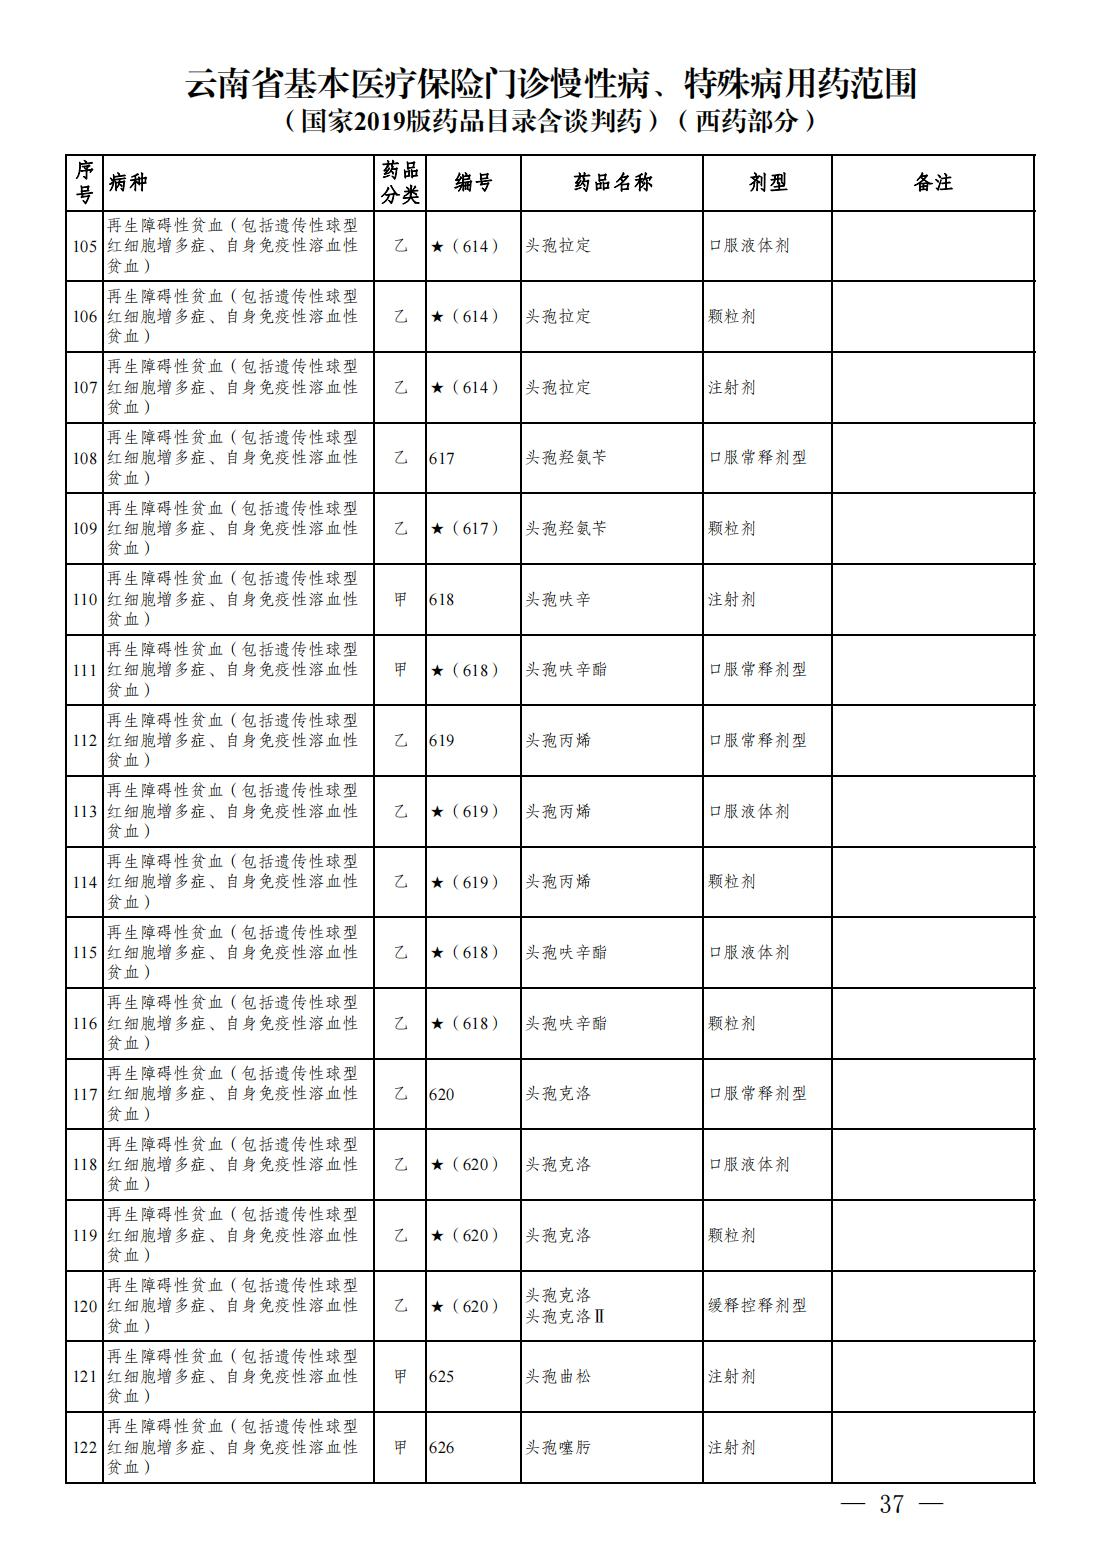 云南省基本医疗保险门诊慢性病、特殊病用药范围
（国家2019版药品目录含谈判药）（西药部分）
序号 病种 药品分类 编号 药品名称 剂型 备注
105 再生障碍性贫血（包括遗传性球型红细胞增多症、自身免疫性溶血性贫血） 乙 ★（614） 头孢拉定 口服液体剂
106 再生障碍性贫血（包括遗传性球型红细胞增多症、自身免疫性溶血性贫血） 乙 ★（614） 头孢拉定 颗粒剂
107 再生障碍性贫血（包括遗传性球型红细胞增多症、自身免疫性溶血性贫血） 乙 ★（614） 头孢拉定 注射剂
108 再生障碍性贫血（包括遗传性球型红细胞增多症、自身免疫性溶血性贫血） 乙 617 头孢羟氨苄 口服常释剂型
109 再生障碍性贫血（包括遗传性球型红细胞增多症、自身免疫性溶血性贫血） 乙 ★（617） 头孢羟氨苄 颗粒剂
110 再生障碍性贫血（包括遗传性球型红细胞增多症、自身免疫性溶血性贫血） 甲 618 头孢呋辛 注射剂
111 再生障碍性贫血（包括遗传性球型红细胞增多症、自身免疫性溶血性贫血） 甲 ★（618） 头孢呋辛酯 口服常释剂型
112 再生障碍性贫血（包括遗传性球型红细胞增多症、自身免疫性溶血性贫血） 乙 619 头孢丙烯 口服常释剂型
113 再生障碍性贫血（包括遗传性球型红细胞增多症、自身免疫性溶血性贫血） 乙 ★（619） 头孢丙烯 口服液体剂
114 再生障碍性贫血（包括遗传性球型红细胞增多症、自身免疫性溶血性贫血） 乙 ★（619） 头孢丙烯 颗粒剂
115 再生障碍性贫血（包括遗传性球型红细胞增多症、自身免疫性溶血性贫血） 乙 ★（618） 头孢呋辛酯 口服液体剂
116 再生障碍性贫血（包括遗传性球型红细胞增多症、自身免疫性溶血性贫血） 乙 ★（618） 头孢呋辛酯 颗粒剂
117 再生障碍性贫血（包括遗传性球型红细胞增多症、自身免疫性溶血性贫血） 乙 620 头孢克洛 口服常释剂型
118 再生障碍性贫血（包括遗传性球型红细胞增多症、自身免疫性溶血性贫血） 乙 ★（620） 头孢克洛 口服液体剂
119 再生障碍性贫血（包括遗传性球型红细胞增多症、自身免疫性溶血性贫血） 乙 ★（620） 头孢克洛 颗粒剂
120 再生障碍性贫血（包括遗传性球型红细胞增多症、自身免疫性溶血性贫血） 乙 ★（620） 头孢克洛 头孢克洛Ⅱ 缓释控释剂型
121 再生障碍性贫血（包括遗传性球型红细胞增多症、自身免疫性溶血性贫血） 甲 625 头孢曲松 注射剂
122 再生障碍性贫血（包括遗传性球型红细胞增多症、自身免疫性溶血性贫血） 甲 626 头孢噻肟 注射剂
— 37 —